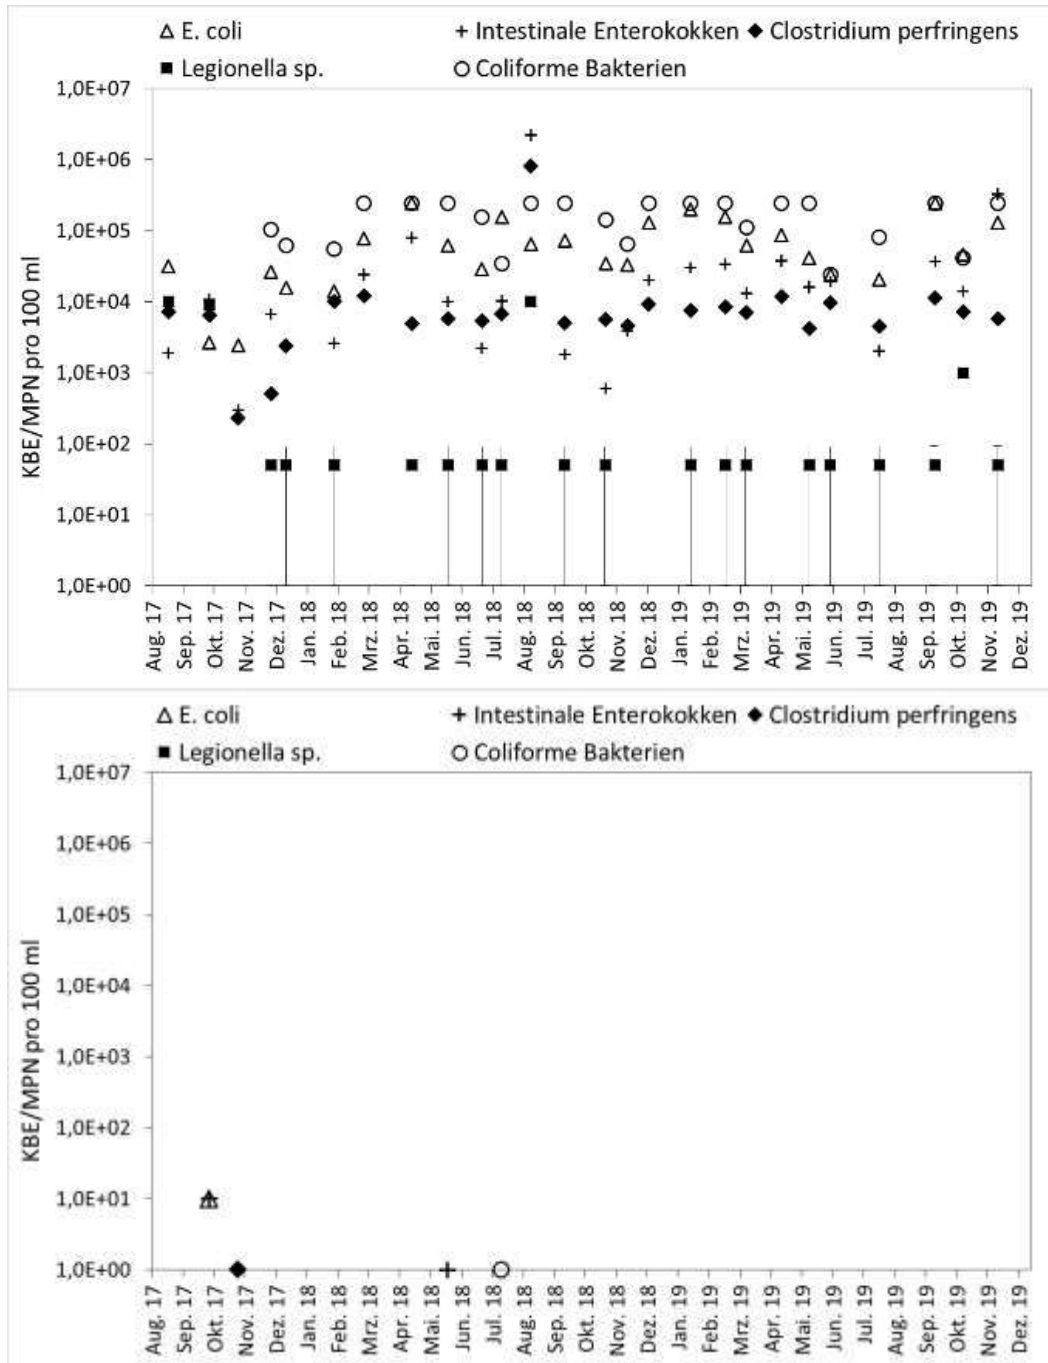 E. coli
Intestinale Enterokokken
Clostridium perfringens
Legionella sp.
Coliforme Bakterien
KBE/MPN pro 100 ml
1,0E+07
1,0E+06
1,0E+05
1,0E+04
1,0E+03
1,0E+02
1,0E+01
1,0E+00
Aug. 17
Sep. 17
Okt. 17
Nov. 17
Dez. 17
Jan. 18
Feb. 18
Mrz. 18
Apr. 18
Mai. 18
Jun. 18
Jul. 18
Aug. 18
Sep. 18
Okt. 18
Nov. 18
Dez. 18
Jan. 19
Feb. 19
Mrz. 19
Apr. 19
Mai. 19
Jun. 19
Jul. 19
Aug. 19
Sep. 19
Okt. 19
Nov. 19
Dez. 19
E. coli
Intestinale Enterokokken
Clostridium perfringens
Legionella sp.
Coliforme Bakterien
KBE/MPN pro 100 ml
1,0E+07
1,0E+06
1,0E+05
1,0E+04
1,0E+03
1,0E+02
1,0E+01
1,0E+00
Aug. 17
Sep. 17
Okt. 17
Nov. 17
Dez. 17
Jan. 18
Feb. 18
Mrz. 18
Apr. 18
Mai. 18
Jun. 18
Jul. 18
Aug. 18
Sep. 18
Okt. 18
Nov. 18
Dez. 18
Jan. 19
Feb. 19
Mrz. 19
Apr. 19
Mai. 19
Jun. 19
Jul. 19
Aug. 19
Sep. 19
Okt. 19
Nov. 19
Dez. 19